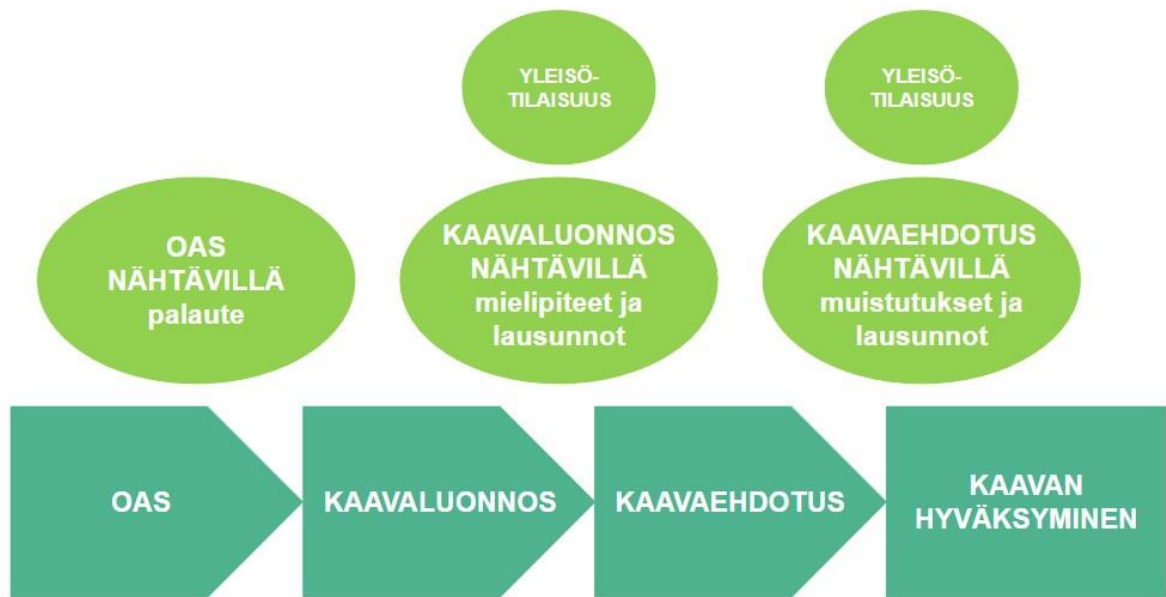 YLEISÖ-
TILAISUUS
YLEISÖ-
TILAISUUS
OAS
NÄHTÄVILLÄ
palaute
KAAVALUONNOS
NÄHTÄVILLÄ
mielipiteet ja
lausunnot
KAAVAEHDOTUS
NÄHTÄVILLÄ
muistutukset ja
lausunnot
OAS
KAAVALUONNOS
KAAVAEHDOTUS
KAAVAN
HYVÄKSYMINEN